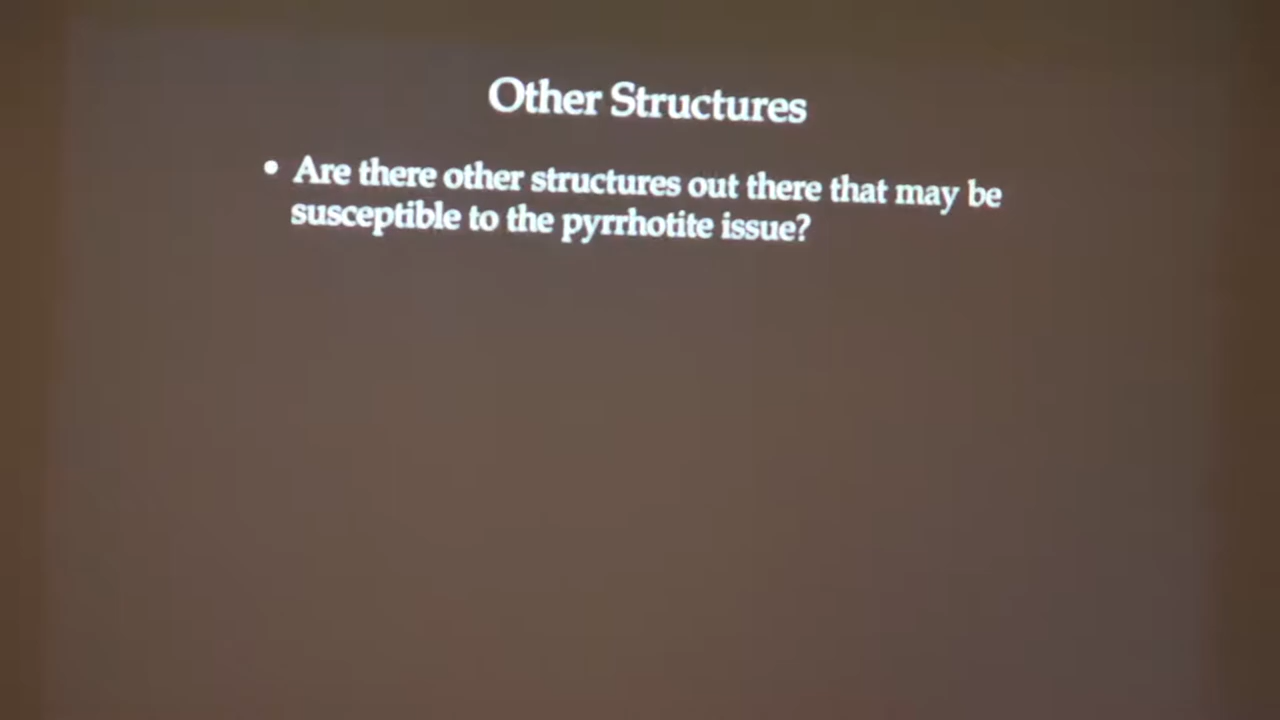 Other Structures
• Are there other structures out there that may be
susceptible to the pyrrhotite issue?